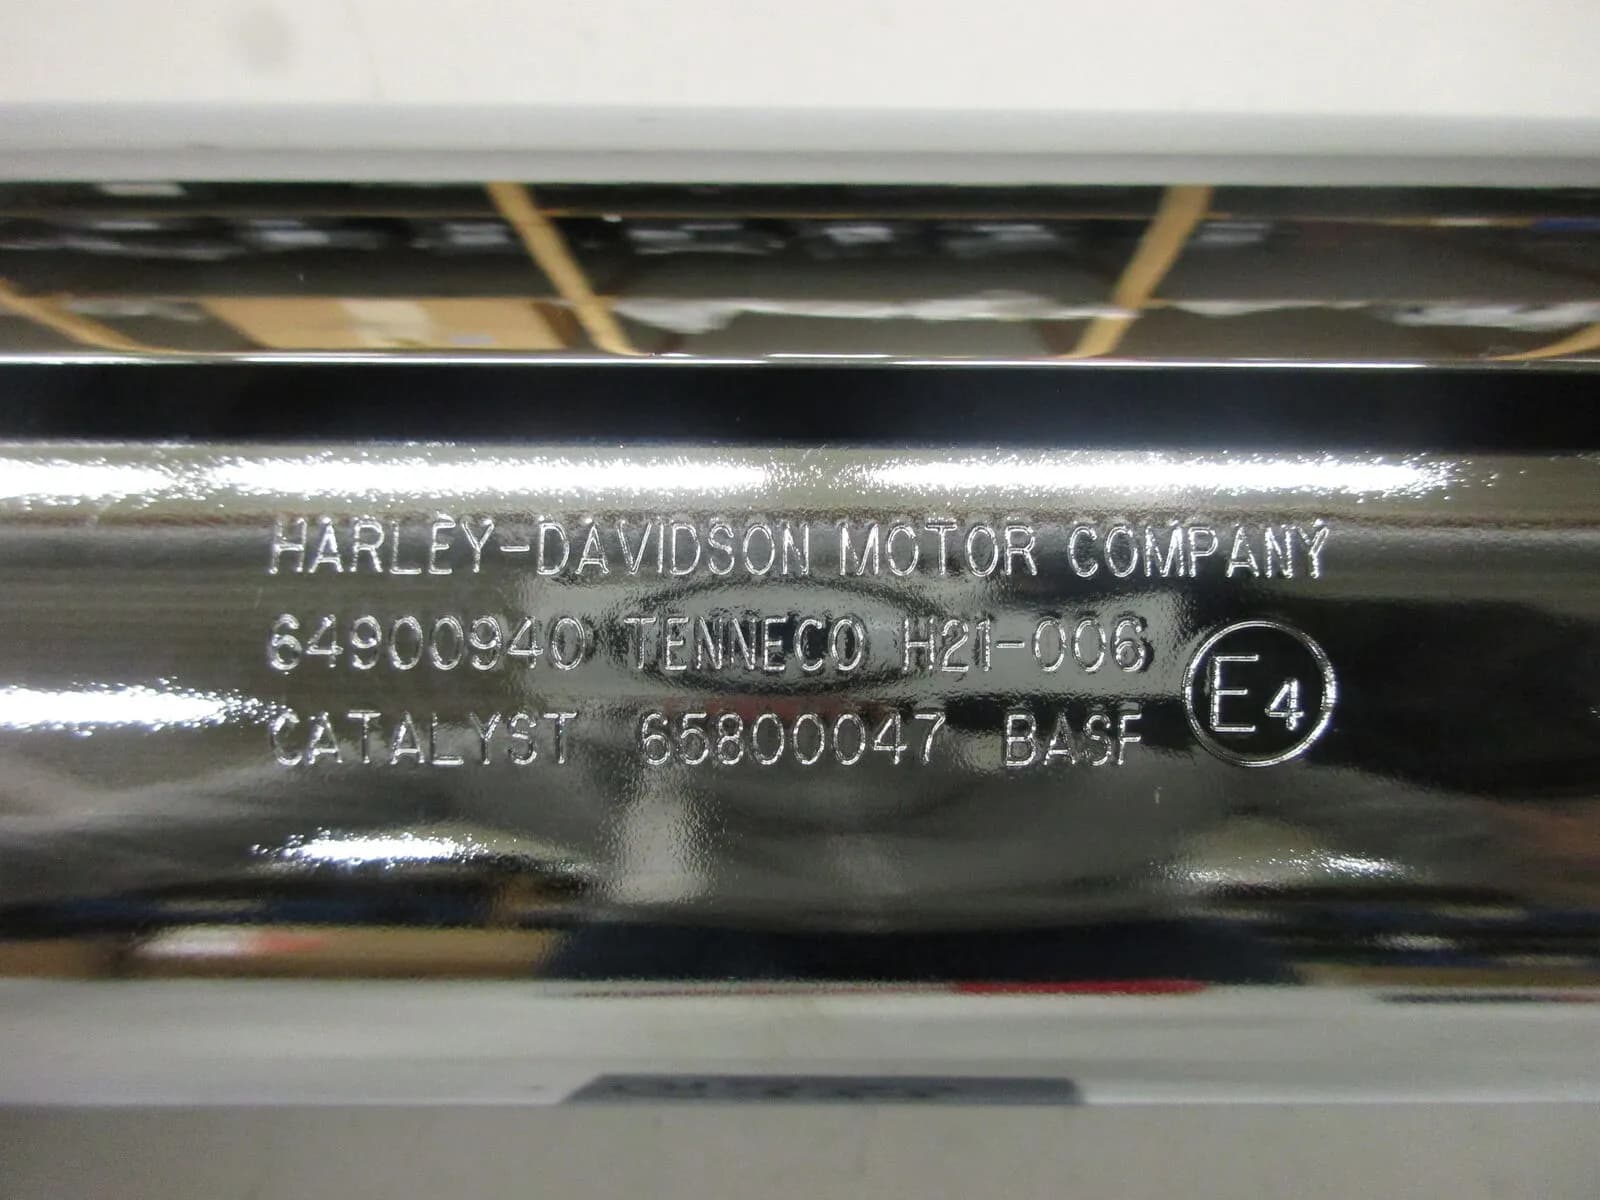 HARLEY-DAVIDSON MOTOR COMPANY
64900940 TENNECO H21-006
E4
CATALYST 65800047 BASF